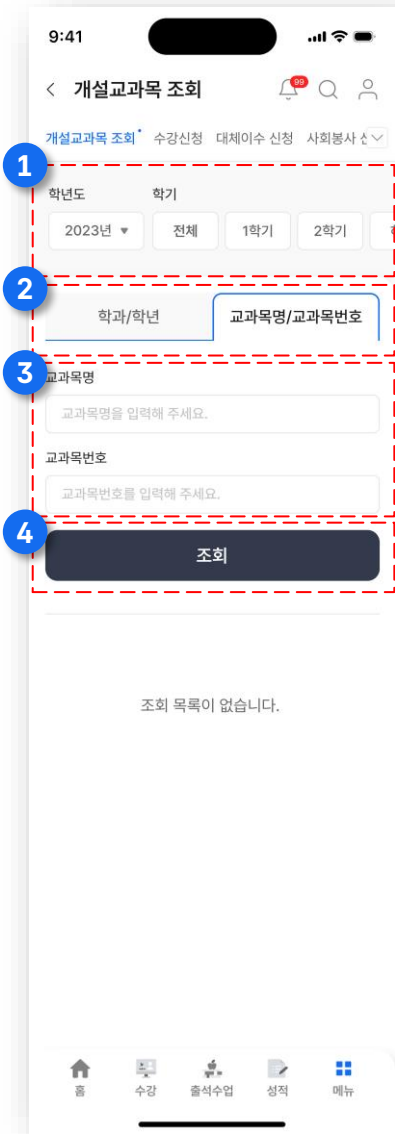 9:41
개설교과목 조회
99
개설교과목 조회 수강신청 대체이수 신청 사회봉사
1
학년도 학기
2023년 전체 1학기 2학기
2
학과/학년 교과목명/교과목번호
3
교과목명
교과목명을 입력해 주세요.
교과목번호
교과목번호를 입력해 주세요.
4
조회
조회 목록이 없습니다.
홈 수강 출석수업 성적 메뉴